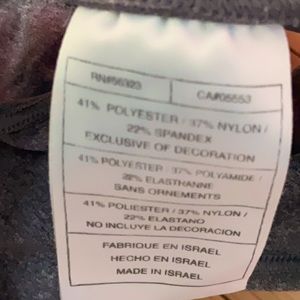 RN#56323
CA#05553
41% POLYESTER / 37% NYLON /
22% SPANDEX
EXCLUSIVE OF DECORATION
41% POLYESTER / 37% POLYAMIDE /
22% ELASTHANNE
SANS ORNEMENTS
41% POLIESTER / 37% NYLON /
22% ELASTANO
NO INCLUYE LA DECORACION
FABRIQUE EN ISRAEL
HECHO EN ISRAEL
MADE IN ISRAEL